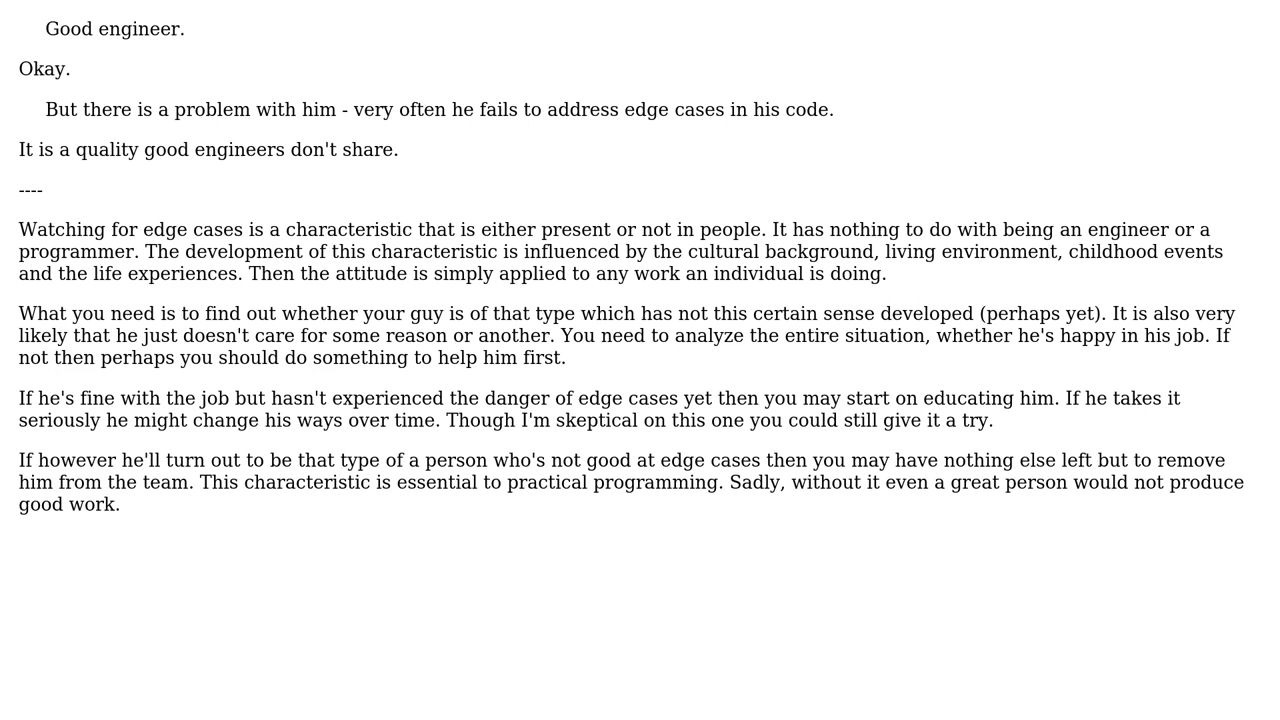 Good engineer.
Okay.
But there is a problem with him - very often he fails to address edge cases in his code.
It is a quality good engineers don't share.
----
Watching for edge cases is a characteristic that is either present or not in people. It has nothing to do with being an engineer or a
programmer. The development of this characteristic is influenced by the cultural background, living environment, childhood events
and the life experiences. Then the attitude is simply applied to any work an individual is doing.
What you need is to find out whether your guy is of that type which has not this certain sense developed (perhaps yet). It is also very
likely that he just doesn't care for some reason or another. You need to analyze the entire situation, whether he's happy in his job. If
not then perhaps you should do something to help him first.
If he's fine with the job but hasn't experienced the danger of edge cases yet then you may start on educating him. If he takes it
seriously he might change his ways over time. Though I'm skeptical on this one you could still give it a try.
If however he'll turn out to be that type of a person who's not good at edge cases then you may have nothing else left but to remove
him from the team. This characteristic is essential to practical programming. Sadly, without it even a great person would not produce
good work.